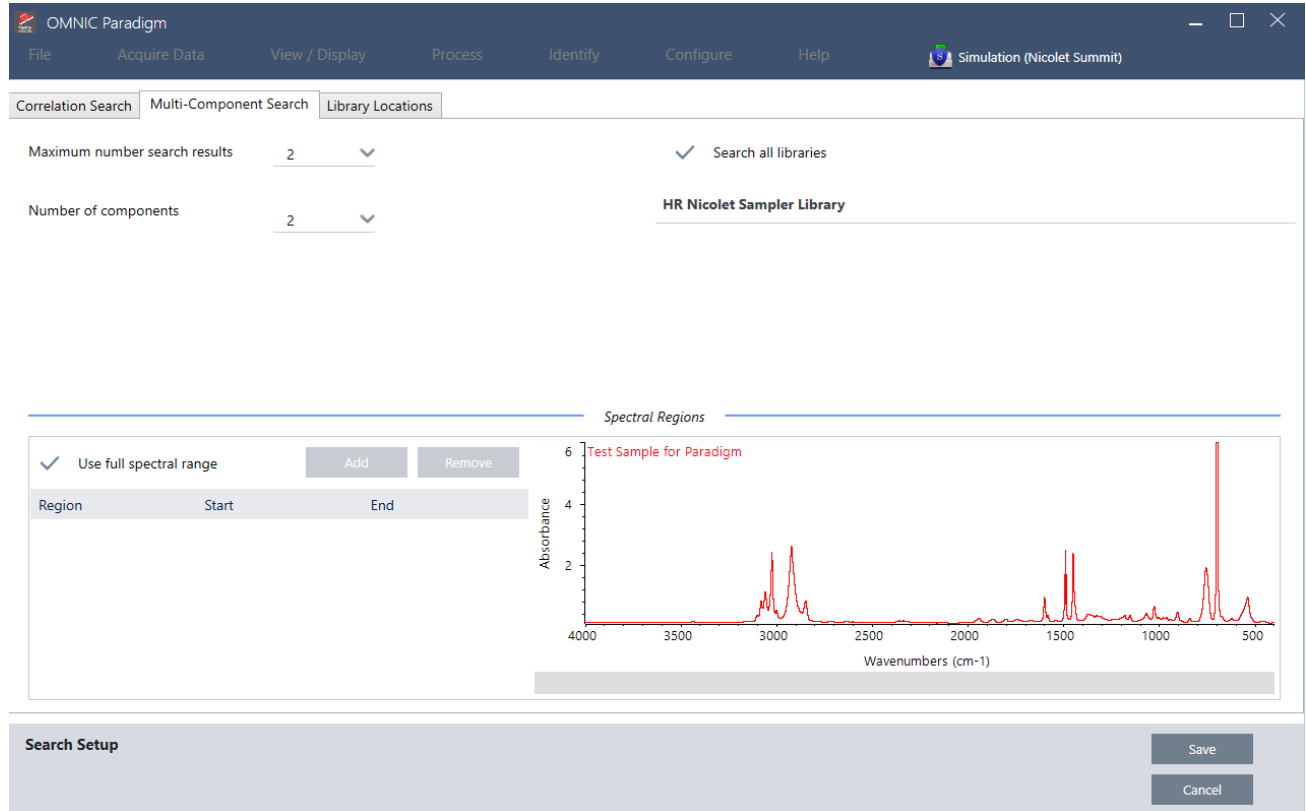 OMNIC Paradigm
File Acquire Data View / Display Process Identify Configure Help Simulation (Nicolet Summit)
Correlation Search Multi-Component Search Library Locations
Maximum number search results 2 Search all libraries
Number of components 2 HR Nicolet Sampler Library
Spectral Regions
Use full spectral range Add Remove
Region Start End
Test Sample for Paradigm
6
4
2
Absorbance
4000 3500 3000 2500 2000 1500 1000 500
Wavenumbers (cm-1)
Search Setup
Save
Cancel